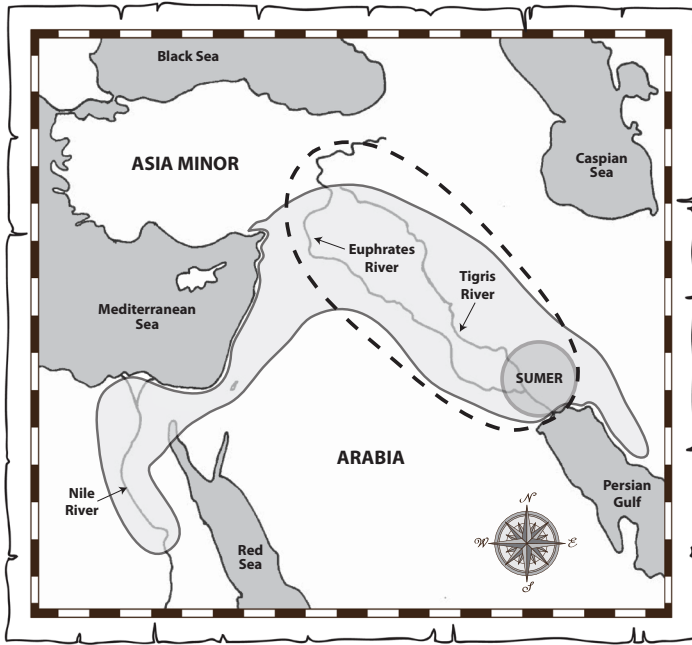 Black Sea
ASIA MINOR
Caspian
Sea
Euphrates
River
Tigris
River
Mediterranean
Sea
SUMER
ARABIA
Nile
River
Persian
Gulf
Red
Sea
N
W
E
S